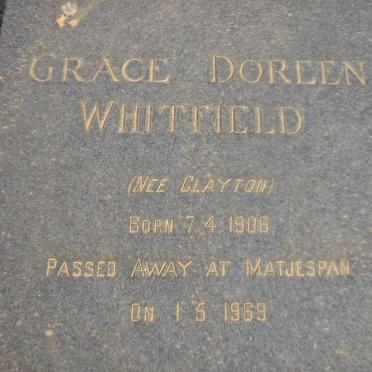 GRACE DOREEN
WHITFIELD
(NEE CLAYTON)
BORN 7.4.1906
PASSED AWAY AT MATJESPAN
ON 1 5 1969